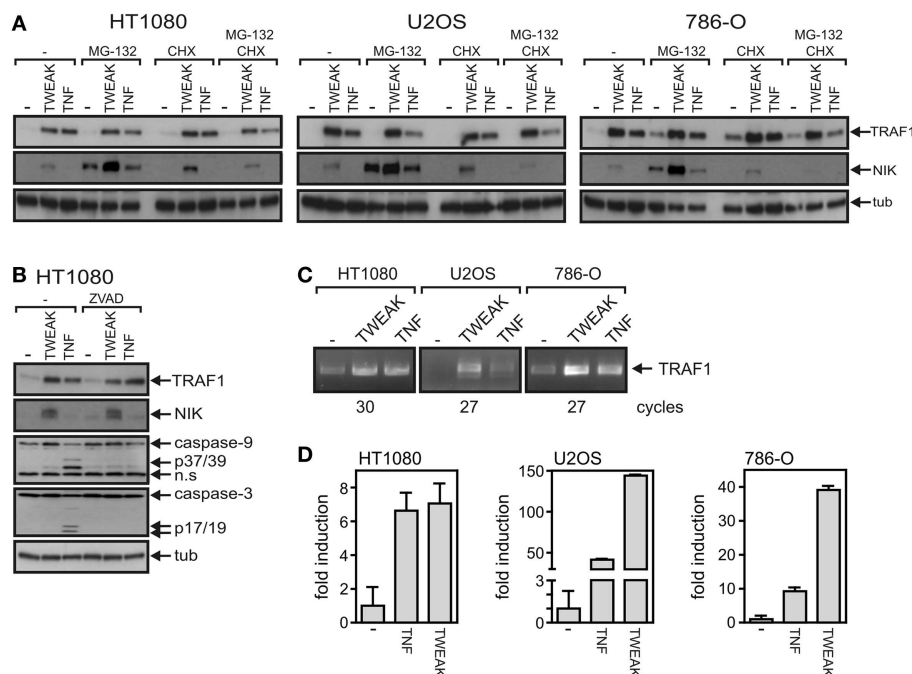 A
HT1080
U2OS
786-O
- MG-132 CHX MG-132 CHX
- MG-132 CHX MG-132 CHX
- MG-132 CHX MG-132 CHX
- TWEAK TNF - TWEAK TNF - TWEAK TNF - TWEAK TNF
- TWEAK TNF - TWEAK TNF - TWEAK TNF - TWEAK TNF
- TWEAK TNF - TWEAK TNF - TWEAK TNF - TWEAK TNF
TRAF1
NIK
tub
B
HT1080
- ZVAD
- TWEAK TNF - TWEAK TNF
TRAF1
NIK
caspase-9
p37/39
n.s
caspase-3
p17/19
tub
C
HT1080 U2OS 786-O
- TWEAK TNF - TWEAK TNF - TWEAK TNF
TRAF1
30 27 27 cycles
D
HT1080
fold induction
8
6
4
2
0
- TNF TWEAK
U2OS
fold induction
150
100
50
3
0
- TNF TWEAK
786-O
fold induction
40
30
20
10
0
- TNF TWEAK